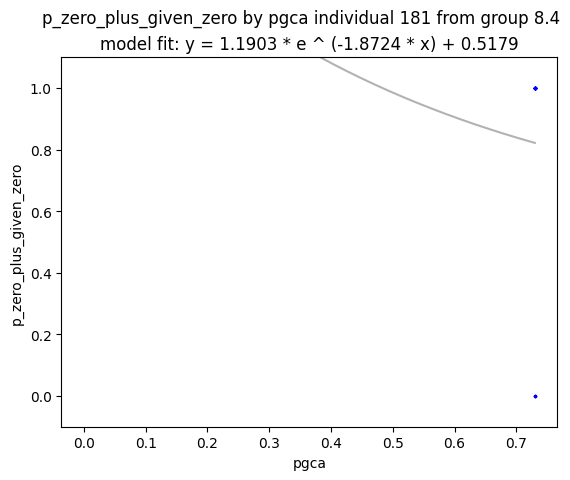 p_zero_plus_given_zero by pgca individual 181 from group 8.4
model fit: y = 1.1903 * e ^ (-1.8724 * x) + 0.5179
1.0
0.8
0.6
0.4
0.2
0.0
p_zero_plus_given_zero
0.0 0.1 0.2 0.3 0.4 0.5 0.6 0.7
pgca